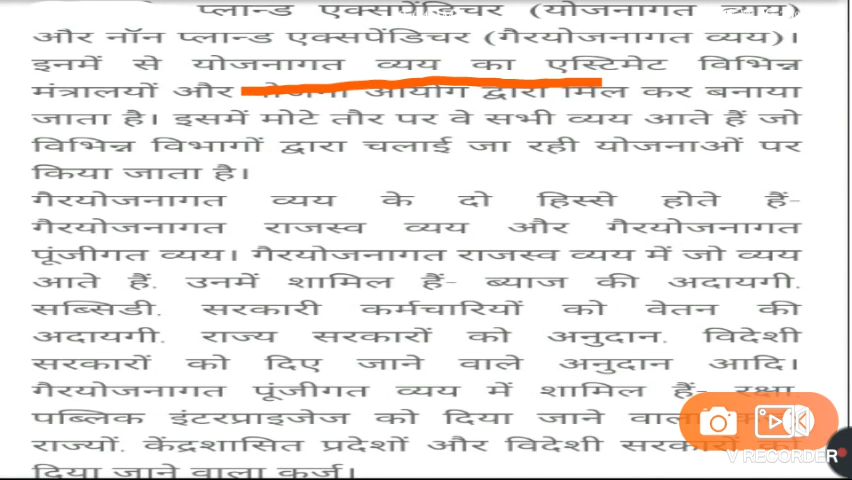 प्लान्ड एक्सपेंडिचर (योजनागत व्यय)
और नॉन प्लान्ड एक्सपेंडिचर (गैरयोजनागत व्यय)।
इनमें से योजनागत व्यय का एस्टिमेट विभिन्न
मंत्रालयों और योजना आयोग द्वारा मिल कर बनाया
जाता है। इसमें मोटे तौर पर वे सभी व्यय आते हैं जो
विभिन्न विभागों द्वारा चलाई जा रही योजनाओं पर
किया जाता है।
गैरयोजनागत व्यय के दो हिस्से होते हैं-
गैरयोजनागत राजस्व व्यय और गैरयोजनागत
पूंजीगत व्यय। गैरयोजनागत राजस्व व्यय में जो व्यय
आते हैं, उनमें शामिल हैं- ब्याज की अदायगी,
सब्सिडी, सरकारी कर्मचारियों को वेतन की
अदायगी, राज्य सरकारों को अनुदान, विदेशी
सरकारों को दिए जाने वाले अनुदान आदि।
गैरयोजनागत पूंजीगत व्यय में शामिल हैं- रक्षा,
पब्लिक इंटरप्राइजेज को दिया जाने वाला
राज्यों, केंद्रशासित प्रदेशों और विदेशी सरकारों को
दिया जाने वाला कर्ज।
V RECORDER